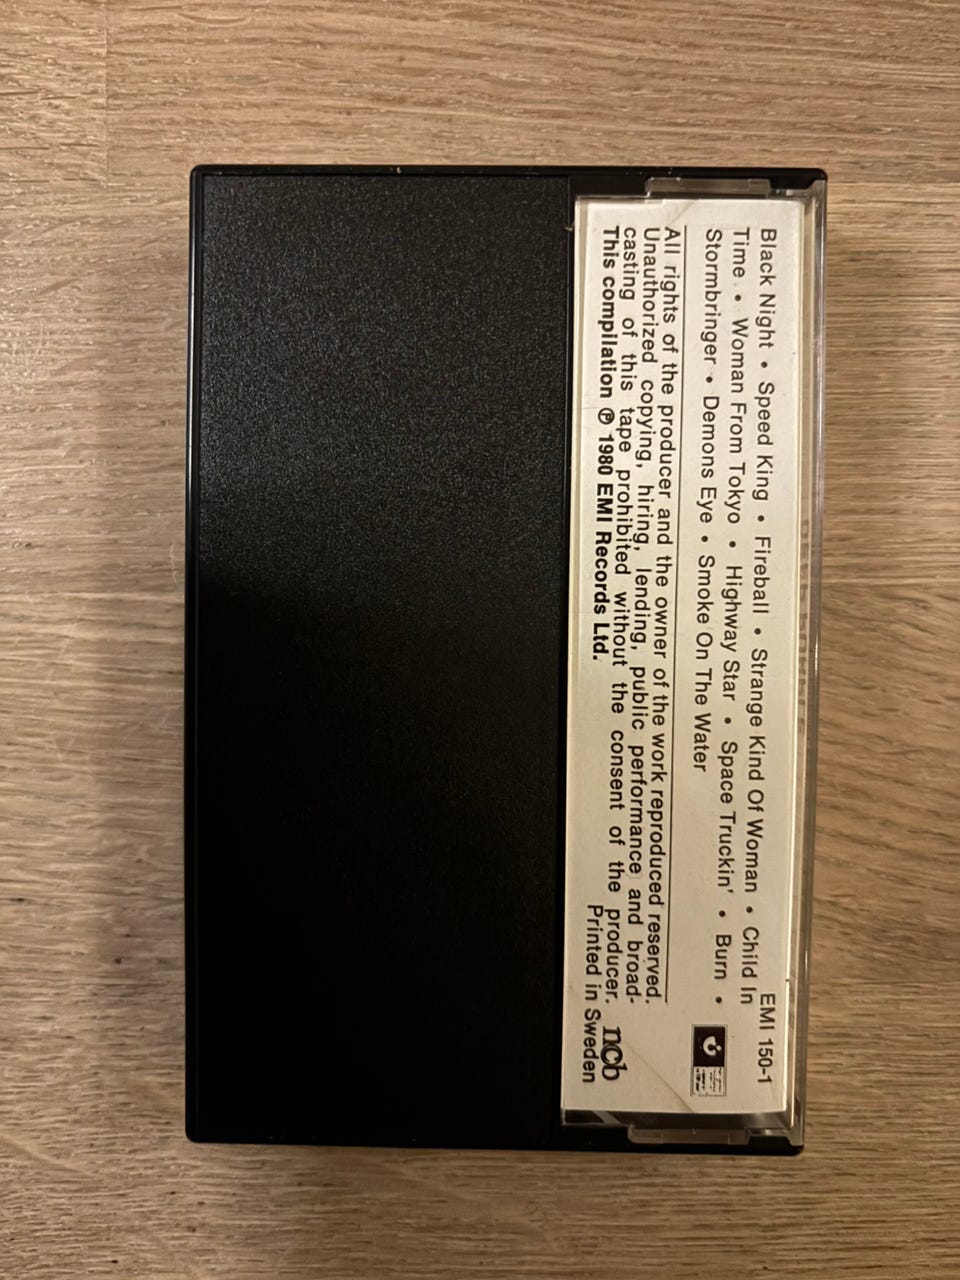 Black Night • Speed King • Fireball • Strange Kind Of Woman • Child In
Time • Woman From Tokyo • Highway Star • Space Truckin' • Burn •
Stormbringer • Demons Eye • Smoke On The Water
EMI 150-1
All rights of the producer and the owner of the work reproduced reserved.
Unauthorized copying, hiring, lending, public performance and broad-
casting of this tape prohibited without the consent of the producer.
This compilation ℗ 1980 EMI Records Ltd.
ncb
Printed in Sweden